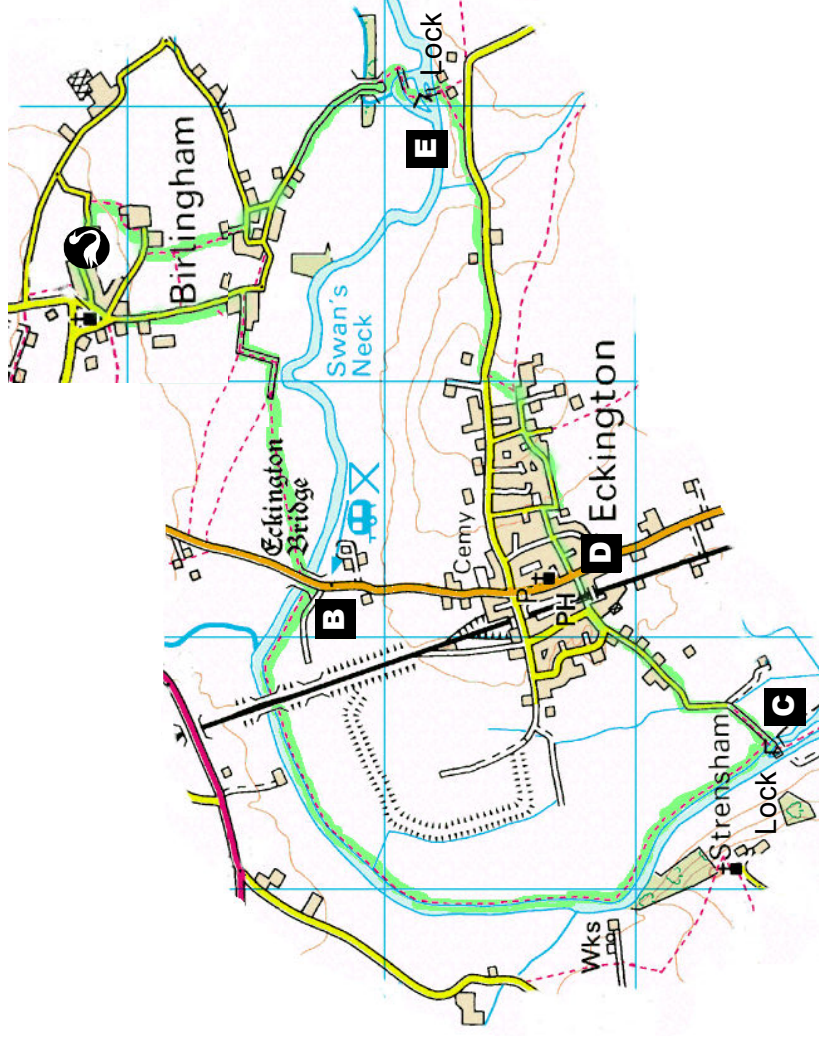 Birlingham
Lock
E
Swan's
Neck
Eckington
Bridge
B
Cemy
Eckington
P
PH
D
C
Strensham
Lock
Wks